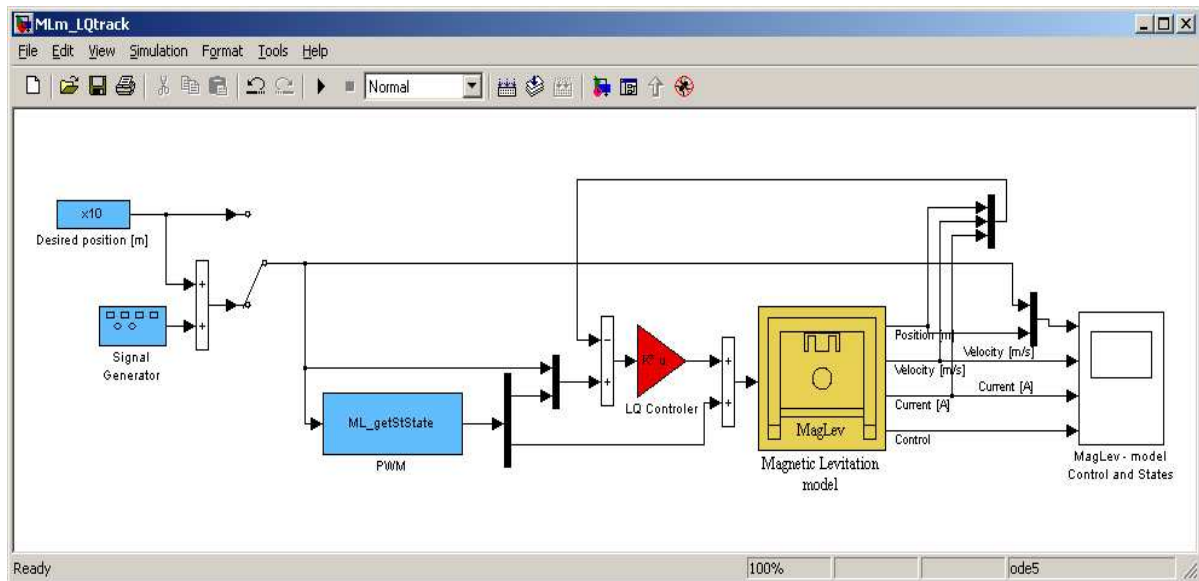 MLm_LQtrack
File Edit View Simulation Format Tools Help
Normal
x10
Desired position [m]
Signal
Generator
ML_getStState
PWM
LQ Controler
MagLev
Magnetic Levitation
model
Position [m]
Velocity [m/s]
Velocity [m/s]
Current [A]
Current [A]
Control
MagLev - model
Control and States
+
+
-
+
+
+
Ready
100%
ode5